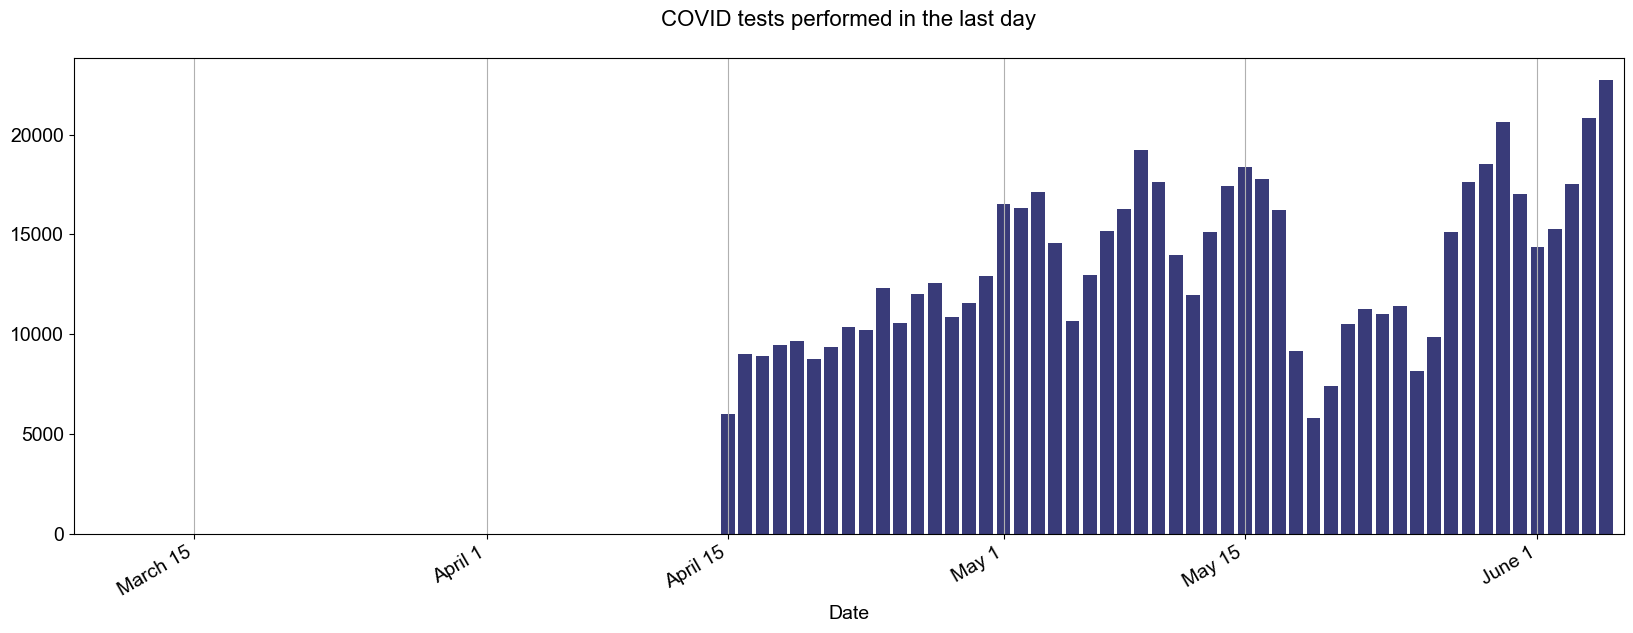 COVID tests performed in the last day
20000
15000
10000
5000
0
March 15
April 1
April 15
May 1
May 15
June 1
Date